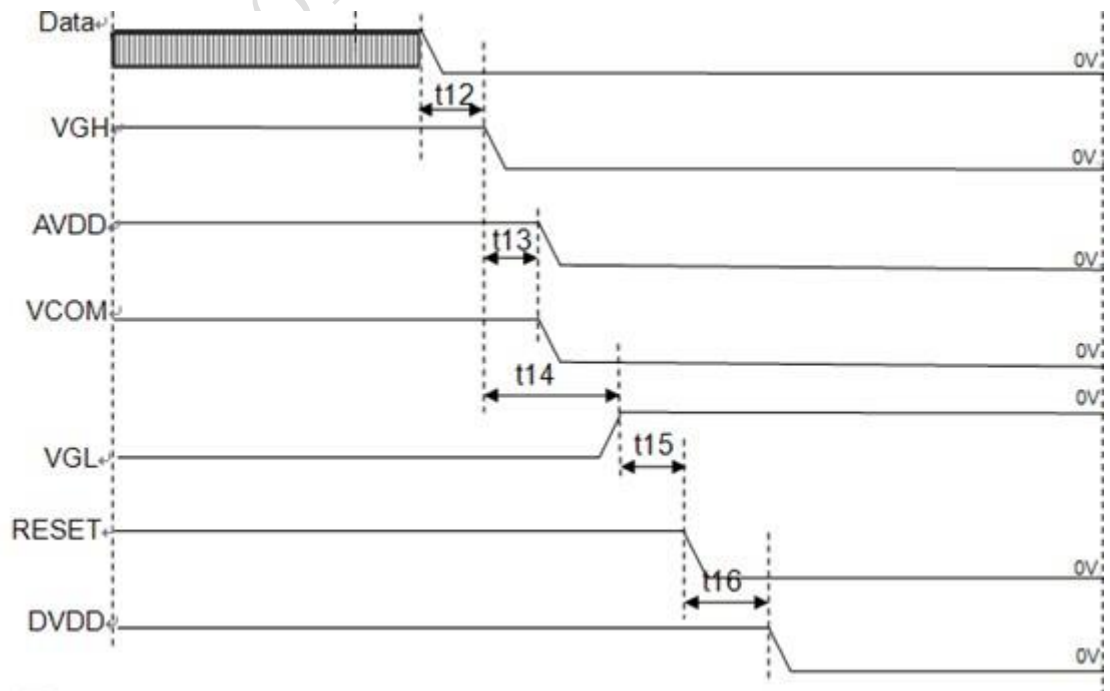 Data↵
0V
t12
VGH↵
0V
AVDD↵
t13
0V
VCOM↵
0V
t14
0V
VGL↵
t15
RESET↵
t16
0V
DVDD↵
0V